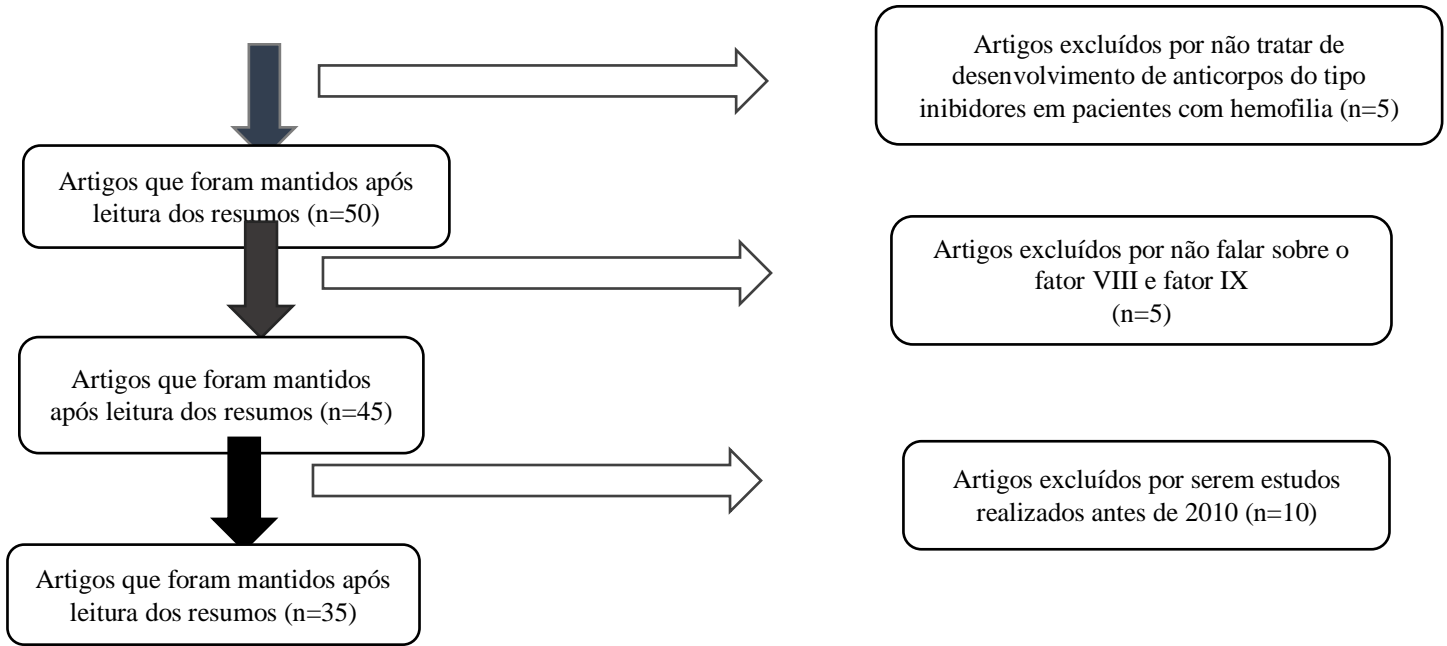 Artigos excluídos por não tratar de
desenvolvimento de anticorpos do tipo
inibidores em pacientes com hemofilia (n=5)
Artigos que foram mantidos após
leitura dos resumos (n=50)
Artigos excluídos por não falar sobre o
fator VIII e fator IX
(n=5)
Artigos que foram mantidos
após leitura dos resumos (n=45)
Artigos excluídos por serem estudos
realizados antes de 2010 (n=10)
Artigos que foram mantidos após
leitura dos resumos (n=35)